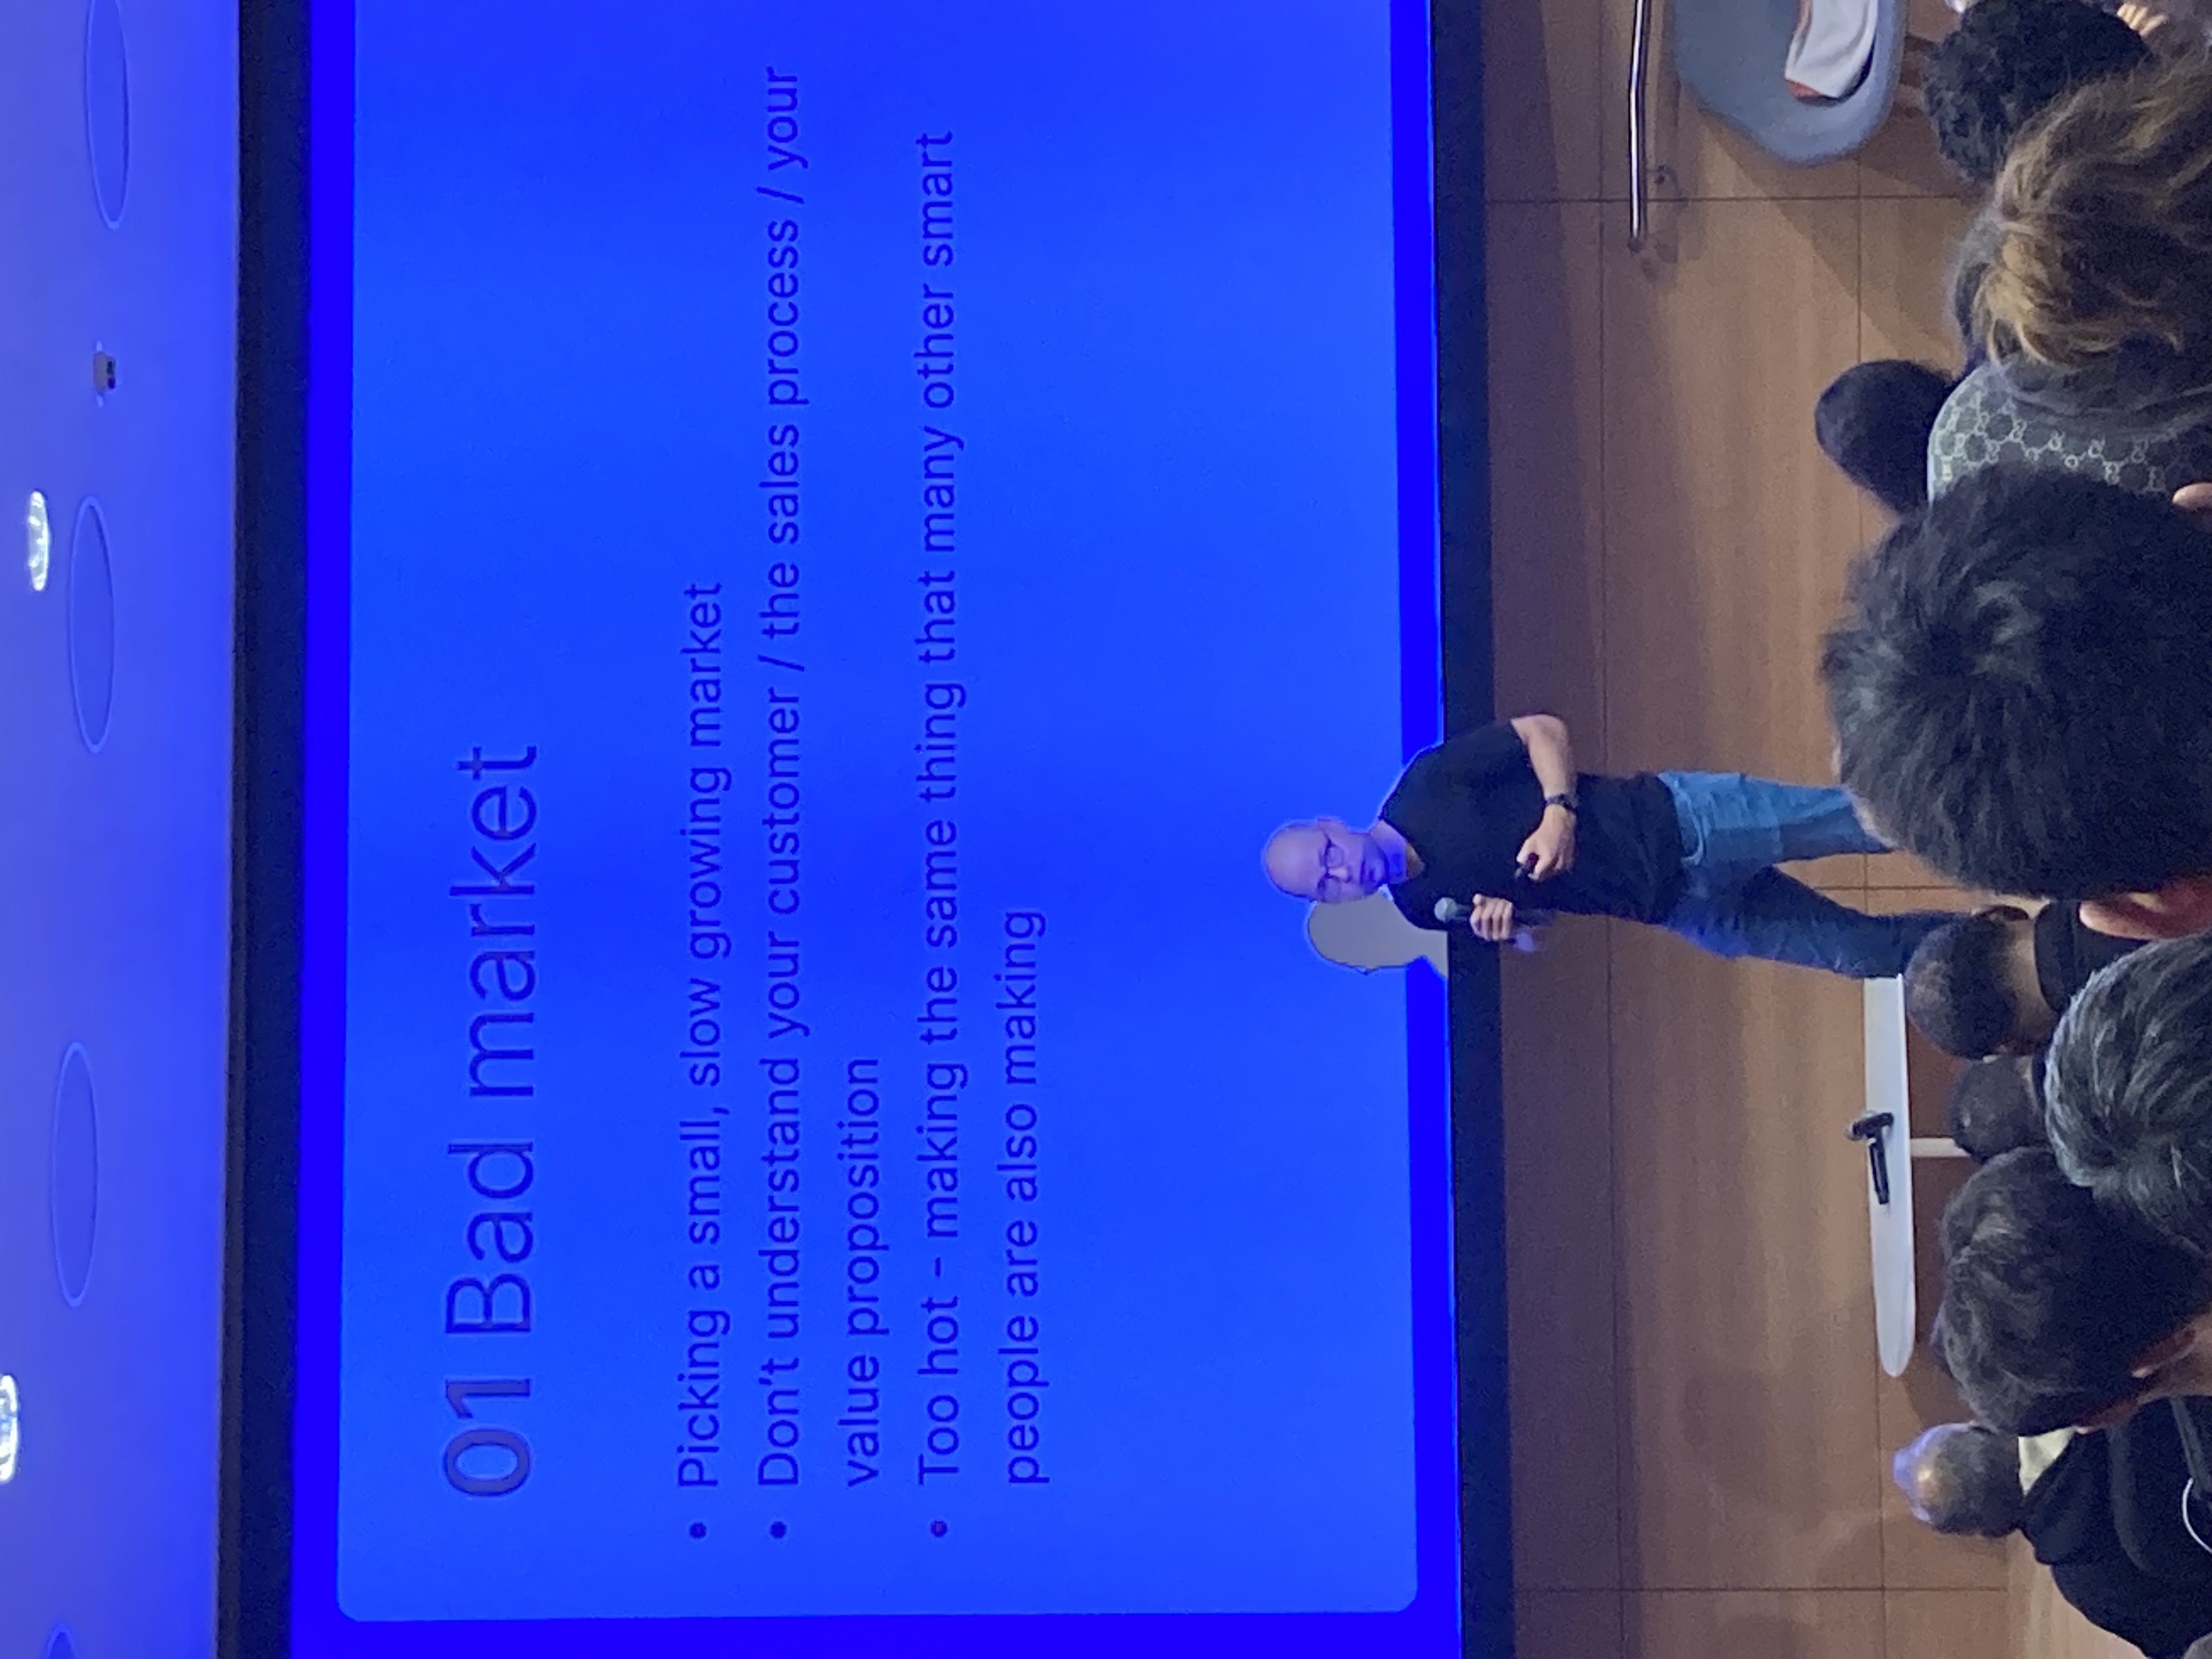 01 Bad market
• Picking a small, slow growing market
• Don't understand your customer / the sales process / your
value proposition
• Too hot - making the same thing that many other smart
people are also making